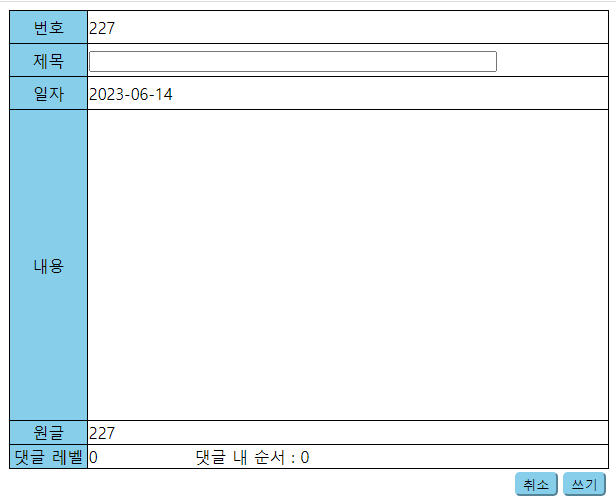 번호 227
제목
일자 2023-06-14
내용
원글 227
댓글 레벨 0 댓글 내 순서 : 0
취소 쓰기